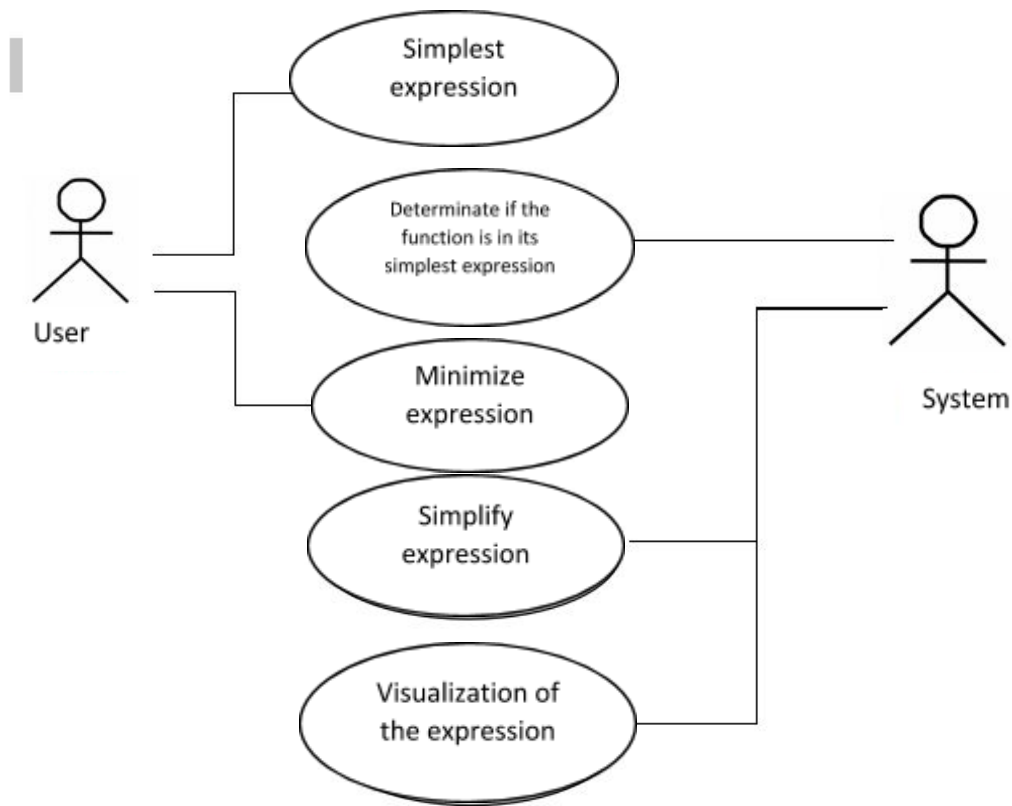 Simplest
expression
Determinate if the
function is in its
simplest expression
User
Minimize
expression
System
Simplify
expression
Visualization of
the expression